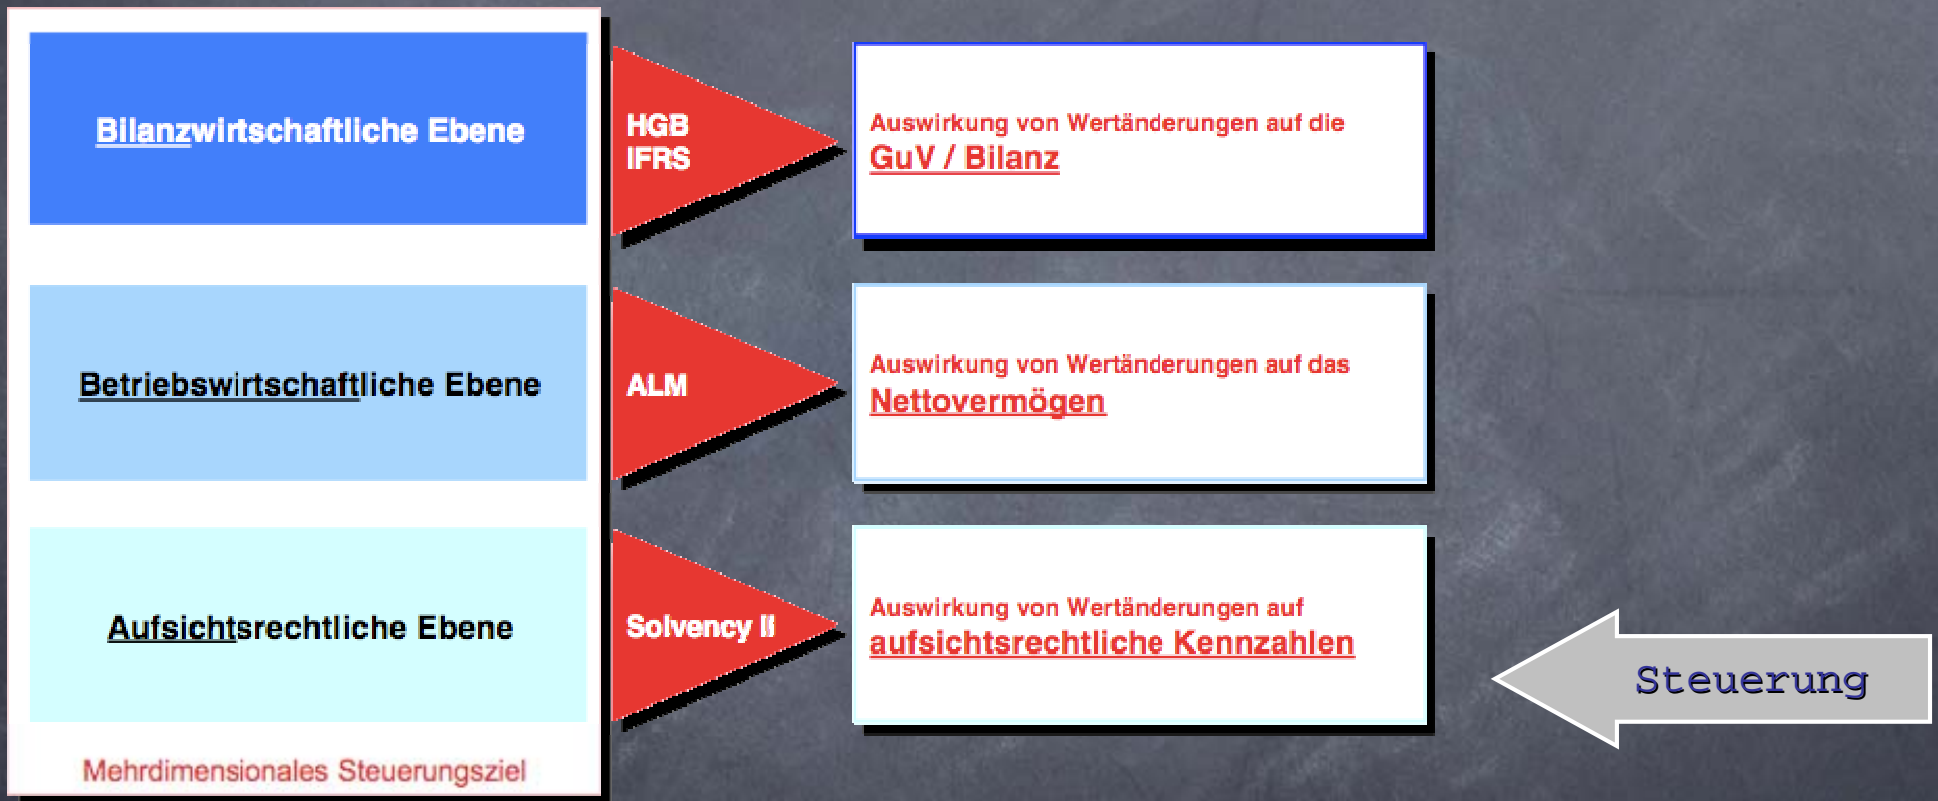 Bilanzwirtschaftliche Ebene
HGB
IFRS
Auswirkung von Wertänderungen auf die
GuV / Bilanz
Betriebswirtschaftliche Ebene
ALM
Auswirkung von Wertänderungen auf das
Nettovermögen
Aufsichtsrechtliche Ebene
Solvency II
Auswirkung von Wertänderungen auf
aufsichtsrechtliche Kennzahlen
Steuerung
Mehrdimensionales Steuerungsziel